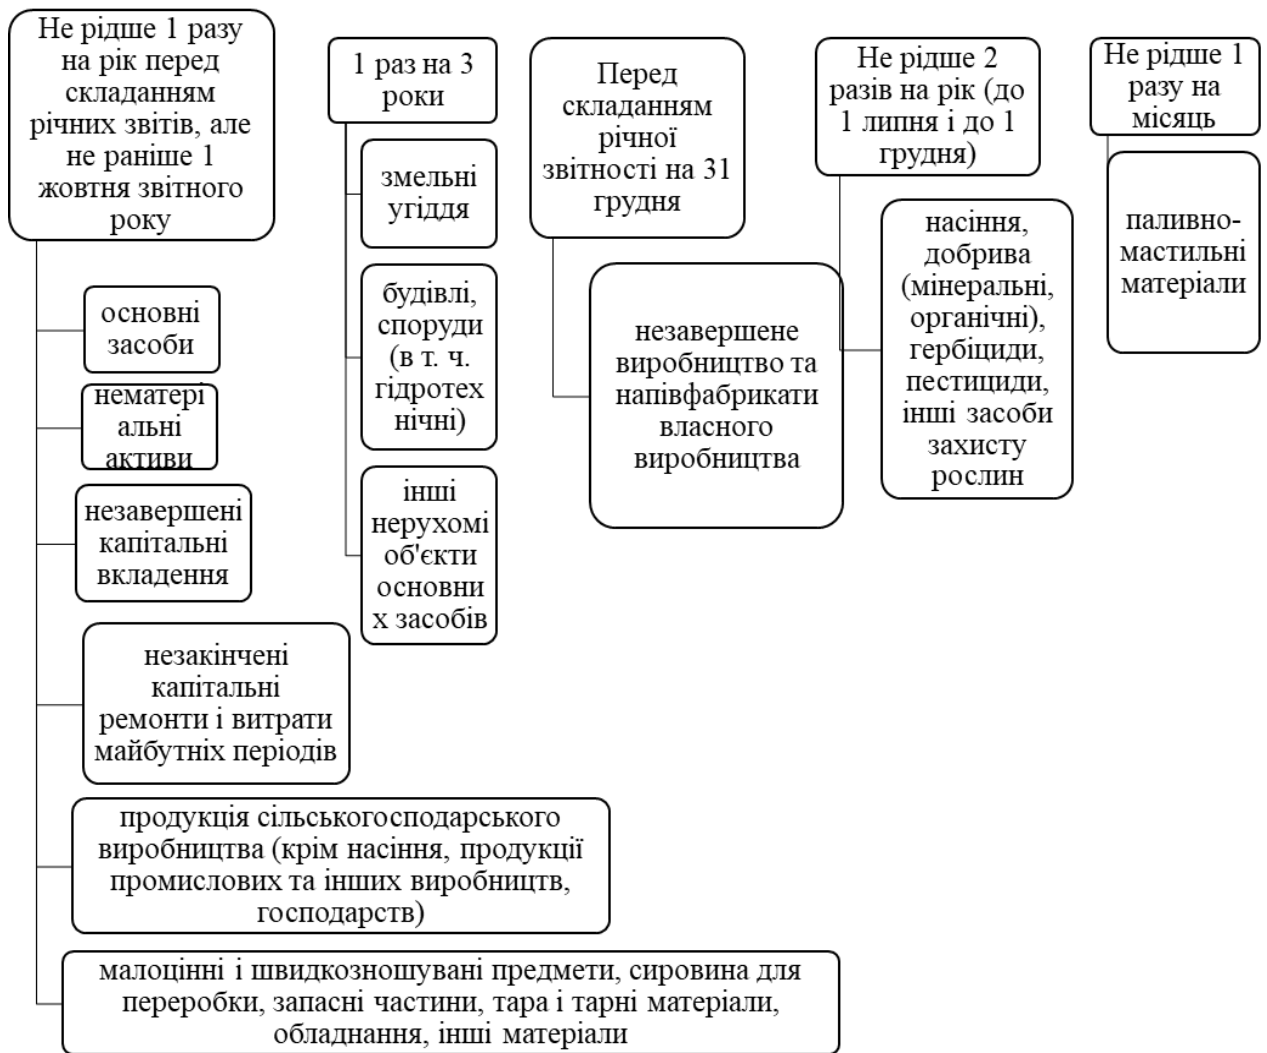 Не рідше 1 разу
на рік перед
складанням
річних звітів, але
не раніше 1
жовтня звітного
року
основні
засоби
нематері
альні
активи
незавершені
капітальні
вкладення
незакінчені
капітальні
ремонти і витрати
майбутніх періодів
продукція сільськогосподарського
виробництва (крім насіння, продукції
промислових та інших виробництв,
господарств)
малоцінні і швидкозношувані предмети, сировина для
переробки, запасні частини, тара і тарні матеріали,
обладнання, інші матеріали
1 раз на 3
роки
змельні
угіддя
будівлі,
споруди
(в т. ч.
гідротех
нічні)
інші
нерухомі
об'єкти
основни
х засобів
Перед
складанням
річної
звітності на 31
грудня
незавершене
виробництво та
напівфабрикати
власного
виробництва
Не рідше 2
разів на рік (до
1 липня і до 1
грудня)
насіння,
добрива
(мінеральні,
органічні),
гербіциди,
пестициди,
інші засоби
захисту
рослин
Не рідше 1
разу на
місяць
паливно-
мастильні
матеріали